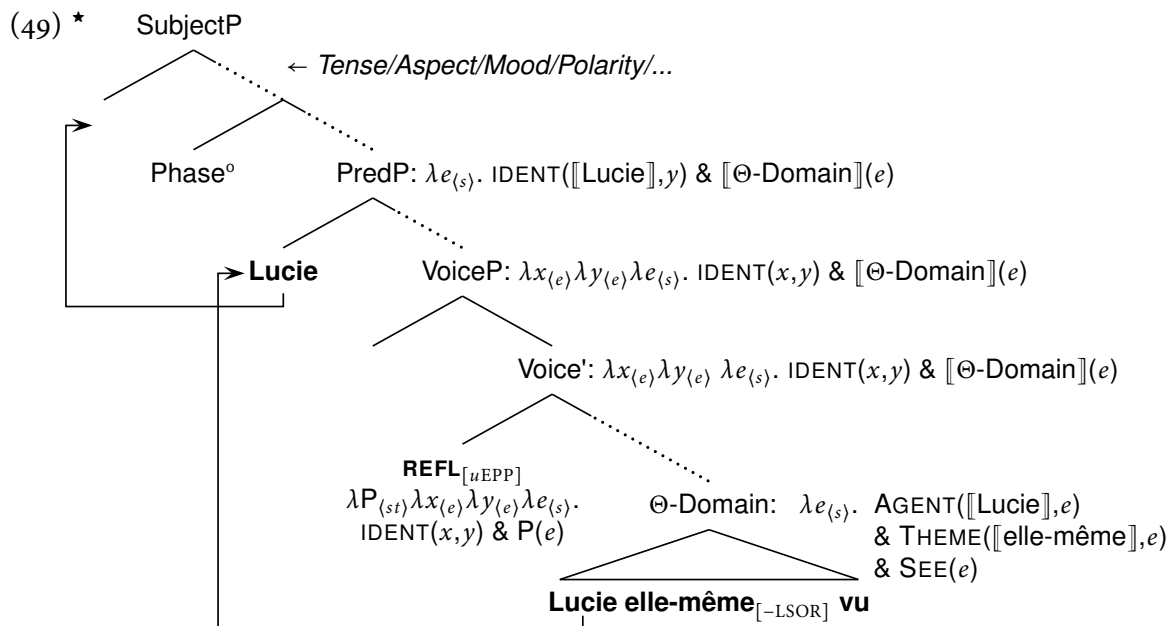 (49) ★ SubjectP
← Tense/Aspect/Mood/Polarity/...
Phase° PredP: λe⟨s⟩. IDENT(⟦Lucie⟧,y) & ⟦Θ-Domain⟧(e)
Lucie VoiceP: λx⟨e⟩λy⟨e⟩λe⟨s⟩. IDENT(x,y) & ⟦Θ-Domain⟧(e)
Voice': λx⟨e⟩λy⟨e⟩ λe⟨s⟩. IDENT(x,y) & ⟦Θ-Domain⟧(e)
REFL[uEPP]
λP⟨st⟩λx⟨e⟩λy⟨e⟩λe⟨s⟩. Θ-Domain: λe⟨s⟩. AGENT(⟦Lucie⟧,e)
IDENT(x,y) & P(e) & THEME(⟦elle-même⟧,e)
& SEE(e)
Lucie elle-même[−LSOR] vu